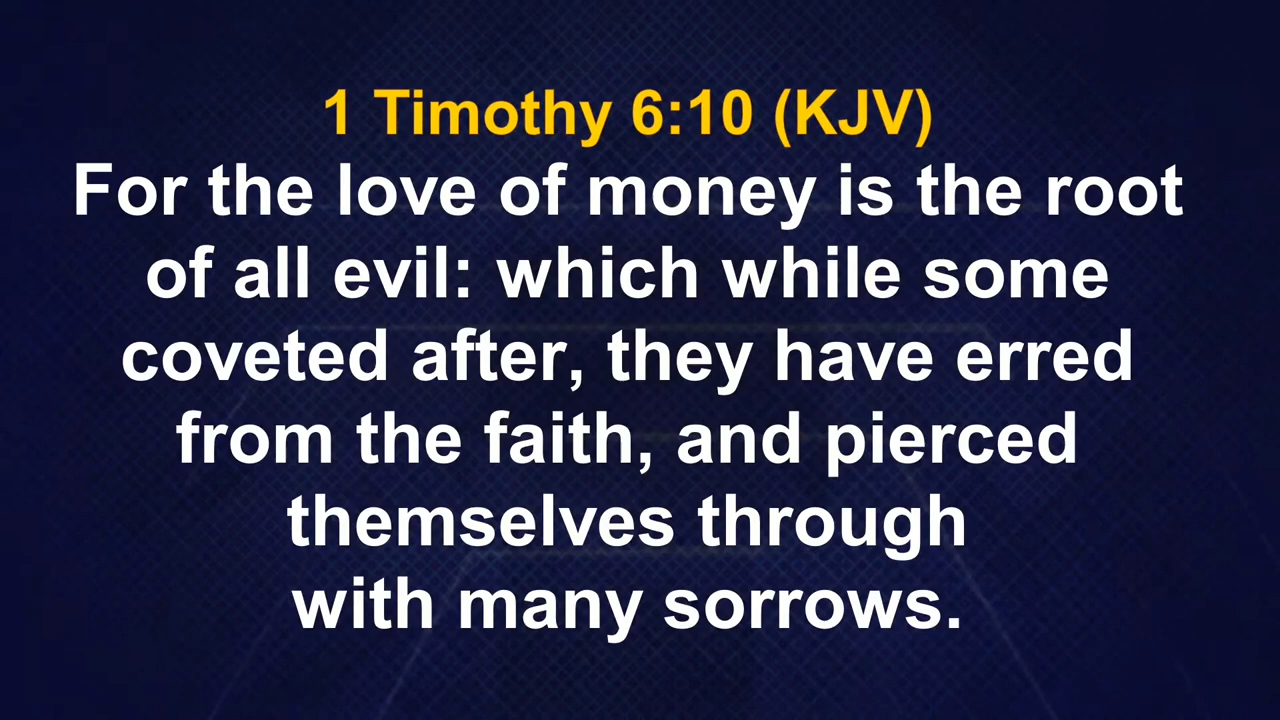 1 Timothy 6:10 (KJV)
For the love of money is the root
of all evil: which while some
coveted after, they have erred
from the faith, and pierced
themselves through
with many sorrows.